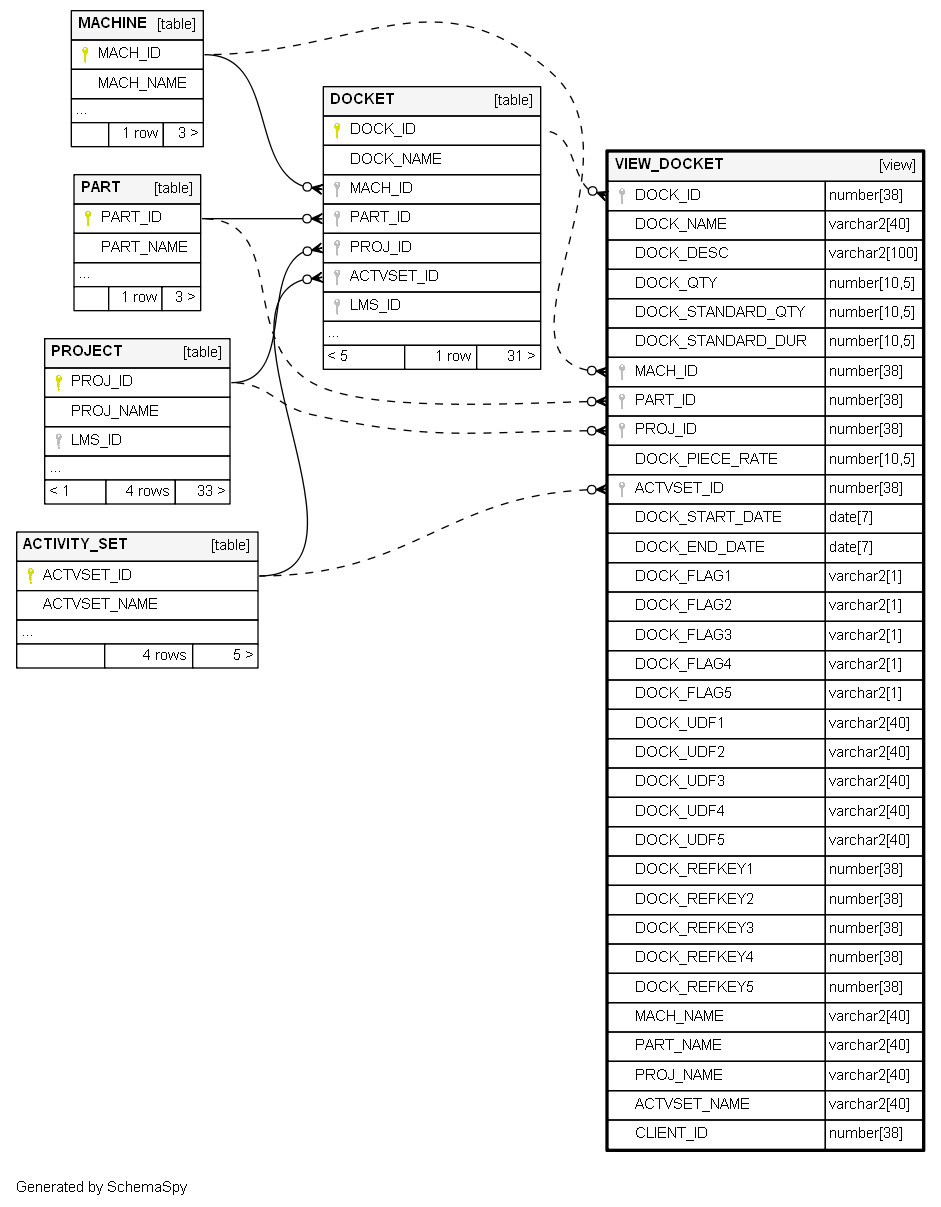 MACHINE [table]
MACH_ID
MACH_NAME
...
1 row 3 >
PART [table]
PART_ID
PART_NAME
...
1 row 3 >
PROJECT [table]
PROJ_ID
PROJ_NAME
LMS_ID
...
< 1 4 rows 33 >
ACTIVITY_SET [table]
ACTVSET_ID
ACTVSET_NAME
...
4 rows 5 >
DOCKET [table]
DOCK_ID
DOCK_NAME
MACH_ID
PART_ID
PROJ_ID
ACTVSET_ID
LMS_ID
...
< 5 1 row 31 >
VIEW_DOCKET [view]
DOCK_ID number[38]
DOCK_NAME varchar2[40]
DOCK_DESC varchar2[100]
DOCK_QTY number[10,5]
DOCK_STANDARD_QTY number[10,5]
DOCK_STANDARD_DUR number[10,5]
MACH_ID number[38]
PART_ID number[38]
PROJ_ID number[38]
DOCK_PIECE_RATE number[10,5]
ACTVSET_ID number[38]
DOCK_START_DATE date[7]
DOCK_END_DATE date[7]
DOCK_FLAG1 varchar2[1]
DOCK_FLAG2 varchar2[1]
DOCK_FLAG3 varchar2[1]
DOCK_FLAG4 varchar2[1]
DOCK_FLAG5 varchar2[1]
DOCK_UDF1 varchar2[40]
DOCK_UDF2 varchar2[40]
DOCK_UDF3 varchar2[40]
DOCK_UDF4 varchar2[40]
DOCK_UDF5 varchar2[40]
DOCK_REFKEY1 number[38]
DOCK_REFKEY2 number[38]
DOCK_REFKEY3 number[38]
DOCK_REFKEY4 number[38]
DOCK_REFKEY5 number[38]
MACH_NAME varchar2[40]
PART_NAME varchar2[40]
PROJ_NAME varchar2[40]
ACTVSET_NAME varchar2[40]
CLIENT_ID number[38]
Generated by SchemaSpy